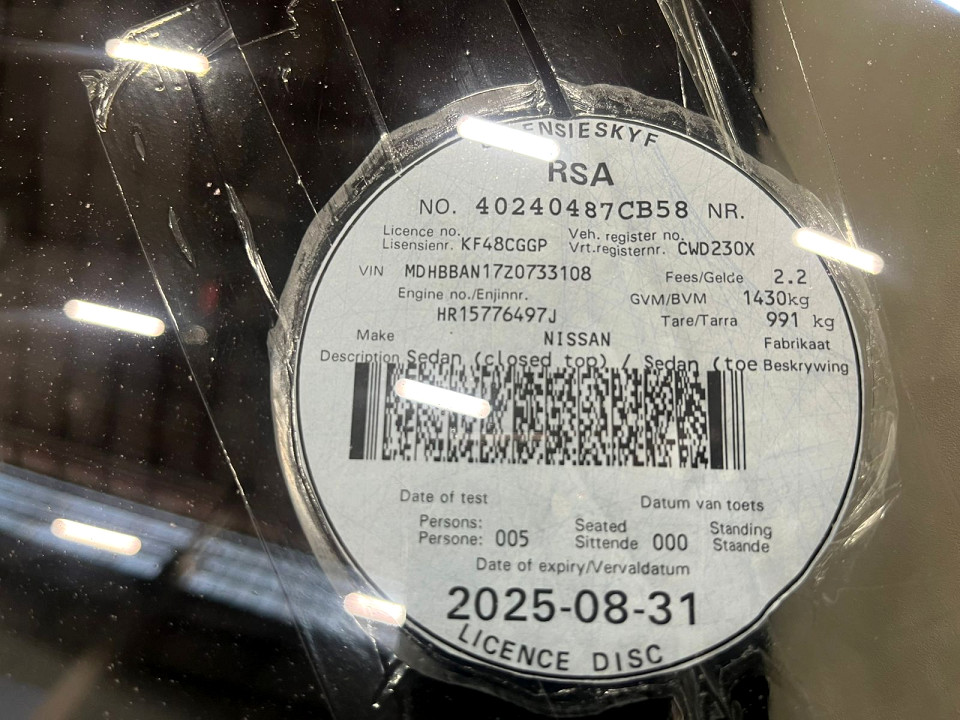 ENSIESKYF
RSA
NO. 40240487CB58 NR.
Licence no. Veh. register no.
Lisensienr. KF48CGGP Vrt.registernr. CWD230X
VIN MDHBBAN17Z0733108 Fees/Gelde 2.2
Engine no./Enjinnr. GVM/BVM 1430kg
HR15776497J Tare/Tarra 991 kg
Make NISSAN Fabrikaat
Description Sedan (closed top) / Sedan (toe Beskrywing
Date of test Datum van toets
Persons: Seated Standing
Persone: 005 Sittende 000 Staande
Date of expiry/Vervaldatum
2025-08-31
LICENCE DISC